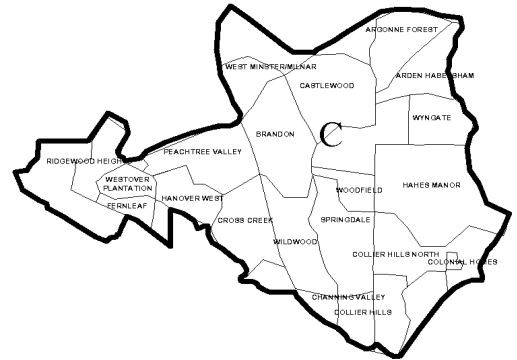 ARGONNE FOREST
WEST MINSTER/MILNAR
ARDEN HABERSHAM
CASTLEWOOD
WYNGATE
C
BRANDON
PEACHTREE VALLEY
RIDGEWOOD HEIGHTS
WESTOVER
PLANTATION
WOODFIELD
HAHES MANOR
HANOVER WEST
FERNLEAF
CROSS CREEK
SPRINGDALE
WILDWOOD
COLLIER HILLS NORTH
COLONIAL HOMES
CHANNING VALLEY
COLLIER HILLS